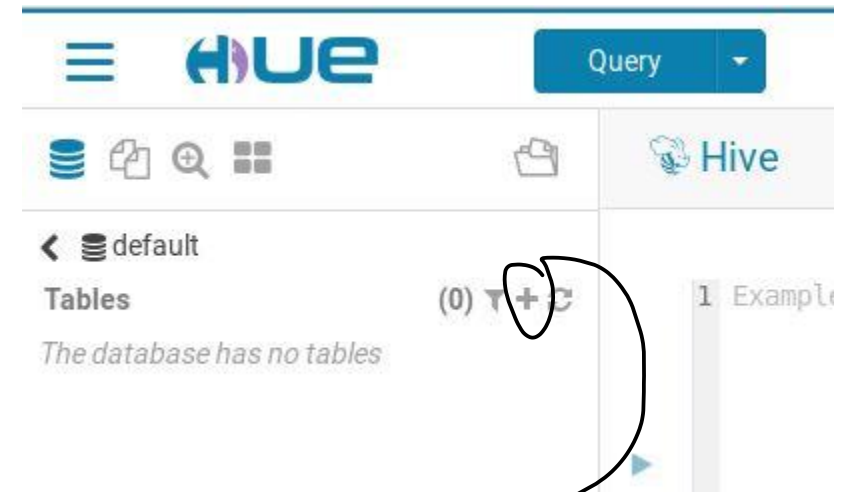 HUE
Query
Hive
default
Tables (0)
The database has no tables
1 Example